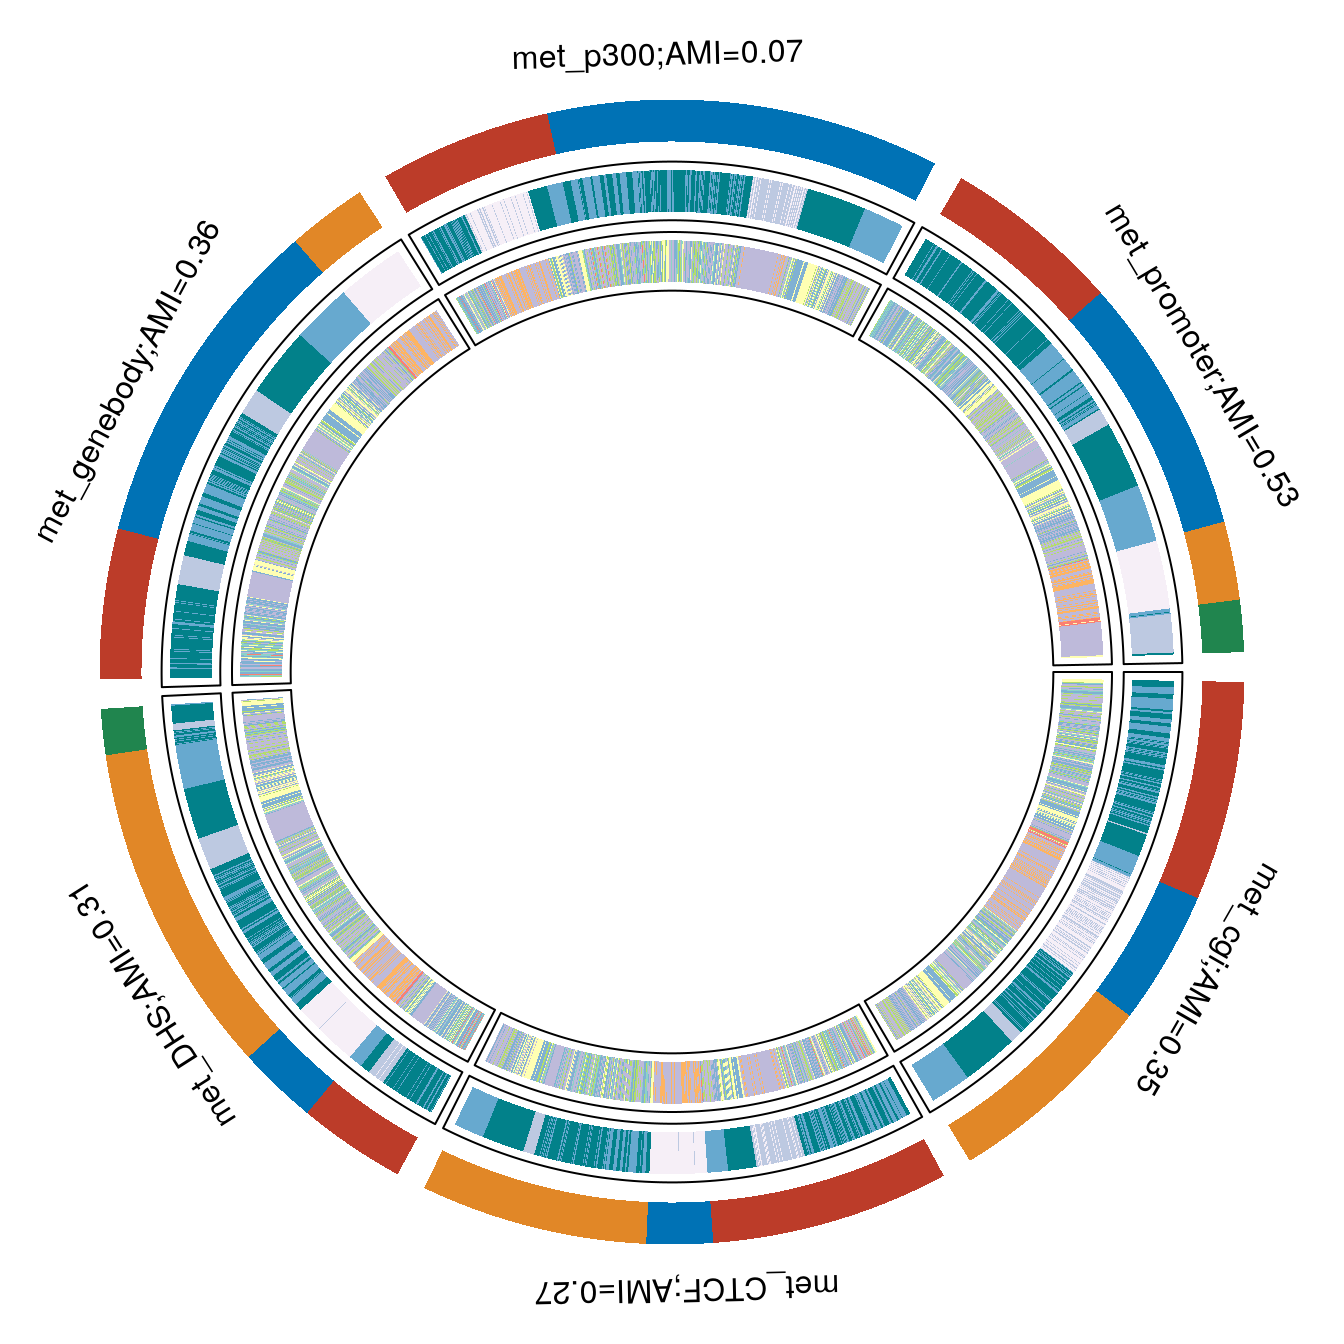 met_p300;AMI=0.07
met_promoter;AMI=0.53
met_cgi;AMI=0.35
met_CTCF;AMI=0.27
met_DHS;AMI=0.31
met_genebody;AMI=0.36